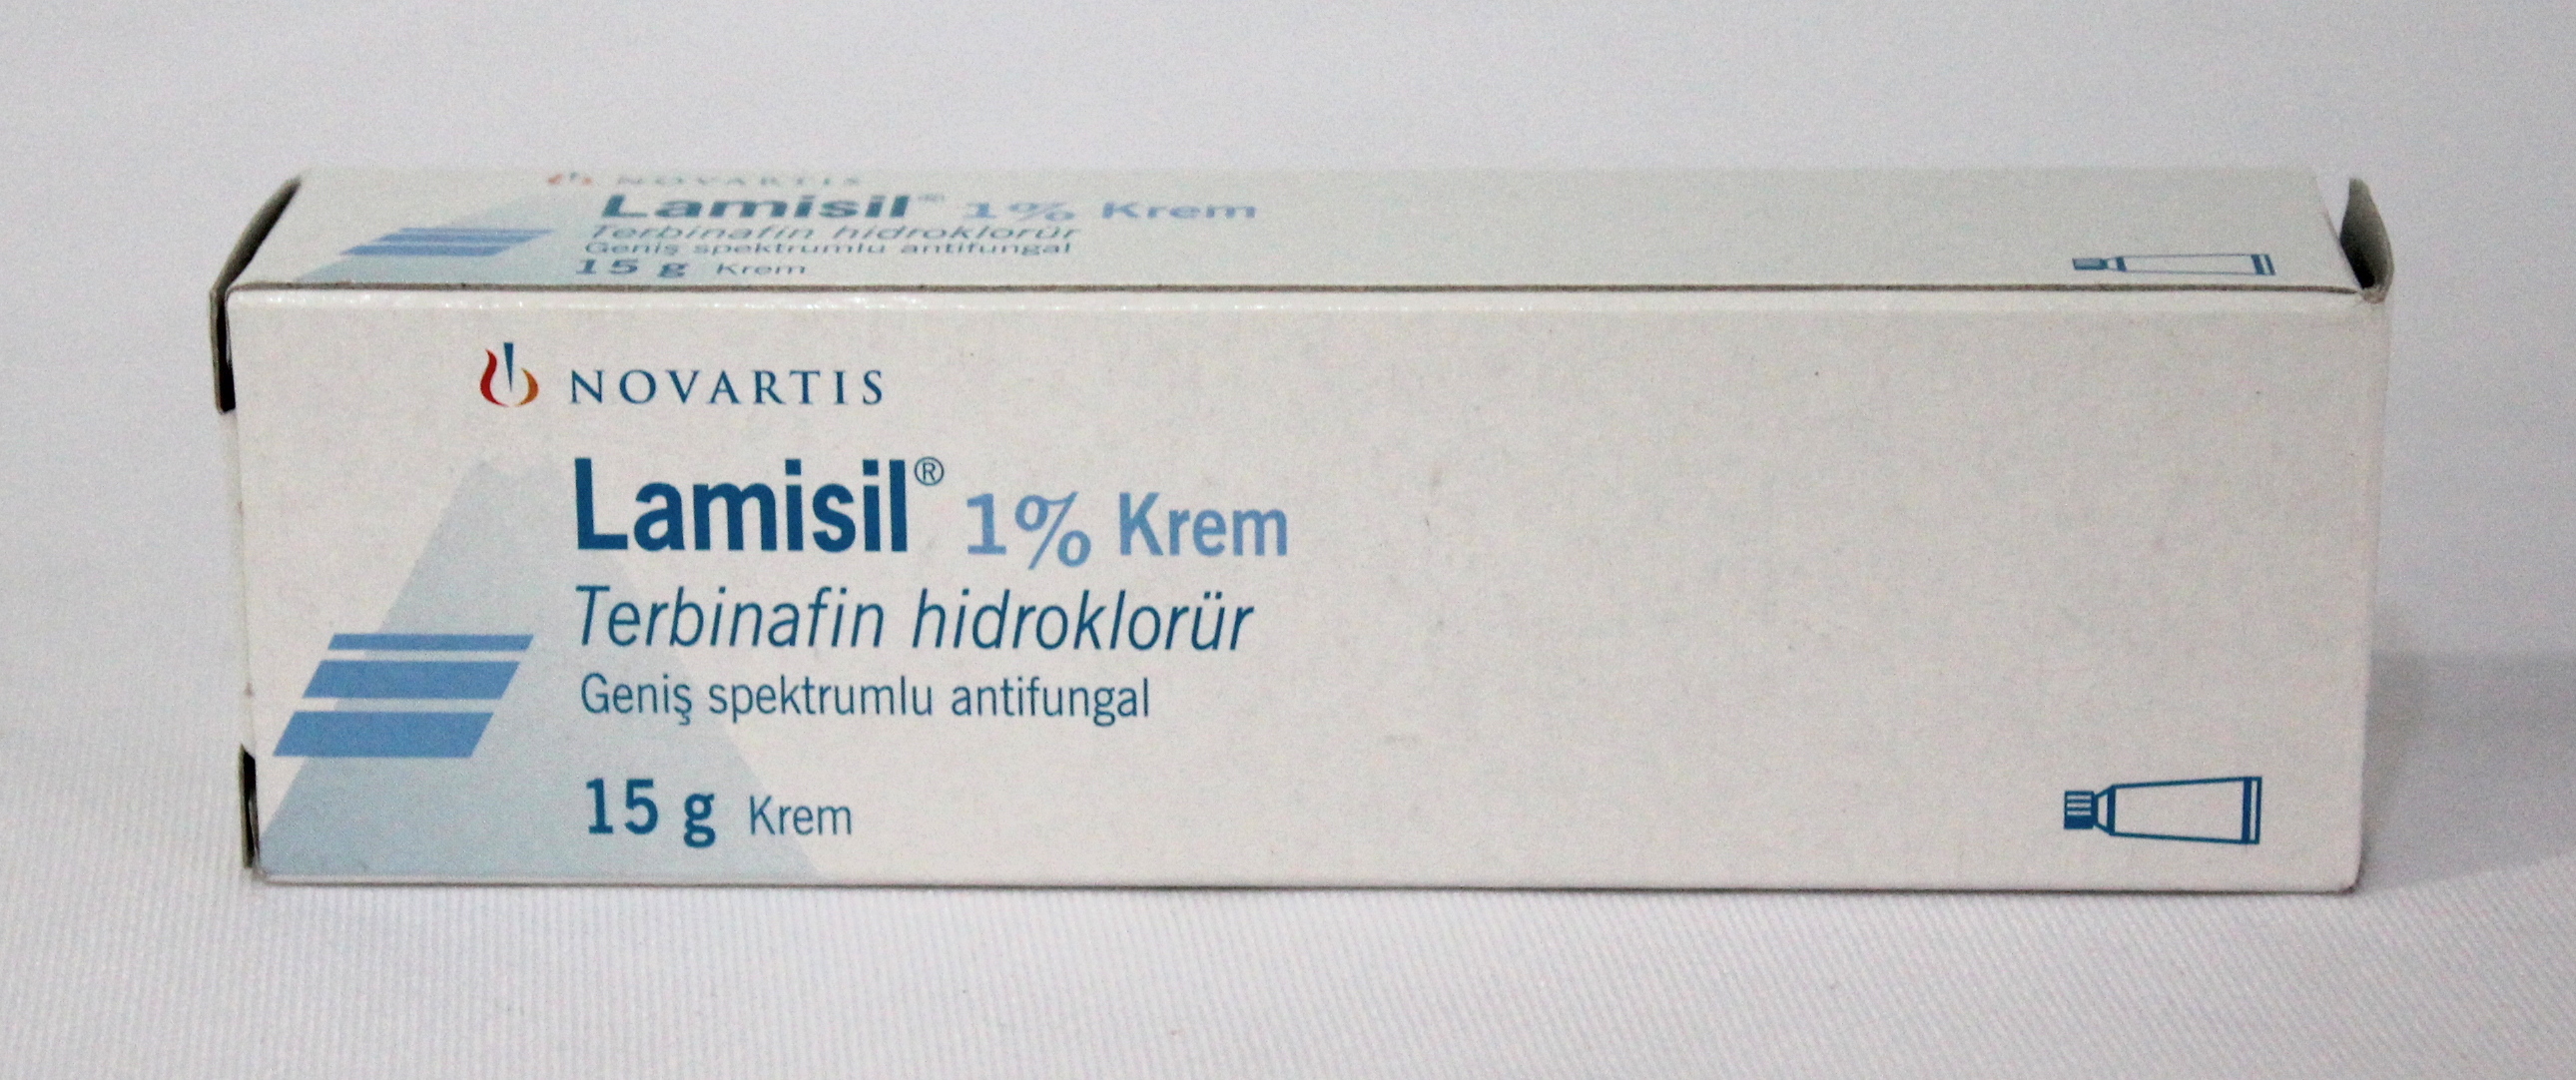 NOVARTIS
Lamisil® 1% Krem
Terbinafin hidroklorür
Geniş spektrumlu antifungal
15 g Krem
NOVARTIS
Lamisil® 1% Krem
Terbinafin hidroklorür
Geniş spektrumlu antifungal
15 g Krem